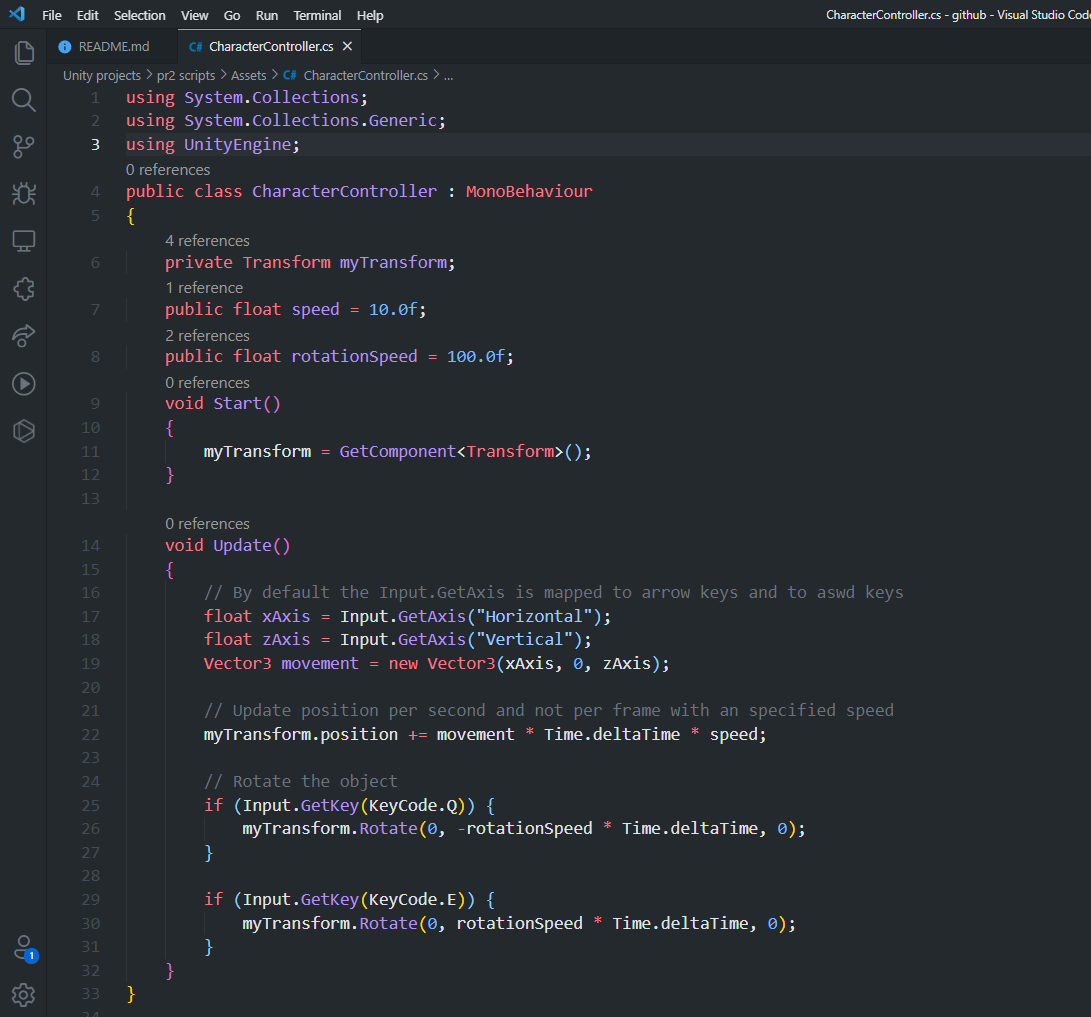 File Edit Selection View Go Run Terminal Help
CharacterController.cs - github - Visual Studio Code
README.md
C# CharacterController.cs
Unity projects > pr2 scripts > Assets > C# CharacterController.cs > ...
1 using System.Collections;
2 using System.Collections.Generic;
3 using UnityEngine;
0 references
4 public class CharacterController : MonoBehaviour
5 {
4 references
6 private Transform myTransform;
1 reference
7 public float speed = 10.0f;
2 references
8 public float rotationSpeed = 100.0f;
0 references
9 void Start()
10 {
11 myTransform = GetComponent<Transform>();
12 }
13
0 references
14 void Update()
15 {
16 // By default the Input.GetAxis is mapped to arrow keys and to aswd keys
17 float xAxis = Input.GetAxis("Horizontal");
18 float zAxis = Input.GetAxis("Vertical");
19 Vector3 movement = new Vector3(xAxis, 0, zAxis);
20
21 // Update position per second and not per frame with an specified speed
22 myTransform.position += movement * Time.deltaTime * speed;
23
24 // Rotate the object
25 if (Input.GetKey(KeyCode.Q)) {
26 myTransform.Rotate(0, -rotationSpeed * Time.deltaTime, 0);
27 }
28
29 if (Input.GetKey(KeyCode.E)) {
30 myTransform.Rotate(0, rotationSpeed * Time.deltaTime, 0);
31 }
32 }
33 }
34
1